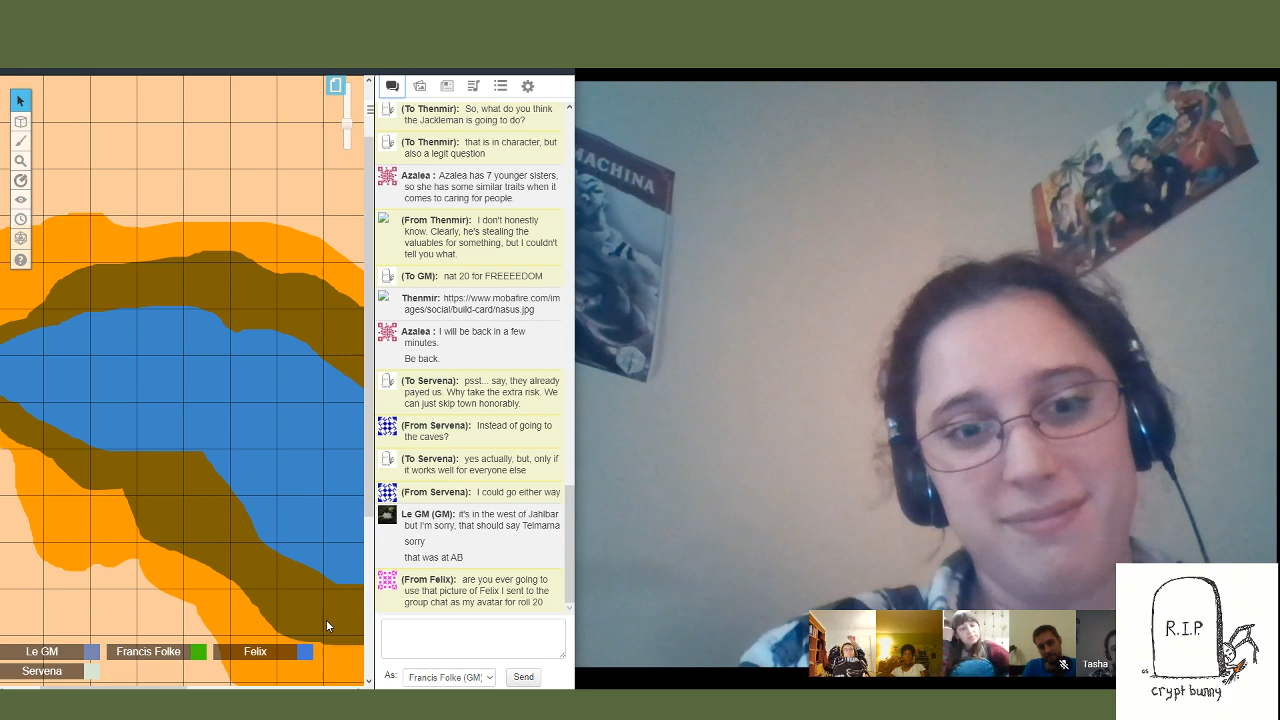 (To Thenmir): So, what do you think
the Jackleman is going to do?
(To Thenmir): that is in character, but
also a legit question
Azalea : Azalea has 7 younger sisters,
so she has some similar traits when it
comes to caring for people.
(From Thenmir): I don't honestly
know. Clearly, he's stealing the
valuables for something, but I couldn't
tell you what.
(To GM): nat 20 for FREEEEDOM
Thenmir: https://www.mobafire.com/im
ages/social/build-card/nasus.jpg
Azalea : I will be back in a few
minutes.
Be back.
(To Servena): psst... say, they already
payed us. Why take the extra risk. We
can just skip town honorably.
(From Servena): Instead of going to
the caves?
(To Servena): yes actually, but, only if
it works well for everyone else
(From Servena): I could go either way
Le GM (GM): it's in the west of Jahlbar
but I'm sorry, that should say Telmarna
sorry
that was at AB
(From Felix): are you ever going to
use that picture of Felix I sent to the
group chat as my avatar for roll 20
As: Francis Folke (GM) Send
Le GM Francis Folke Felix
Servena
MACHINA
Tasha
R.I.P.
crypt bunny